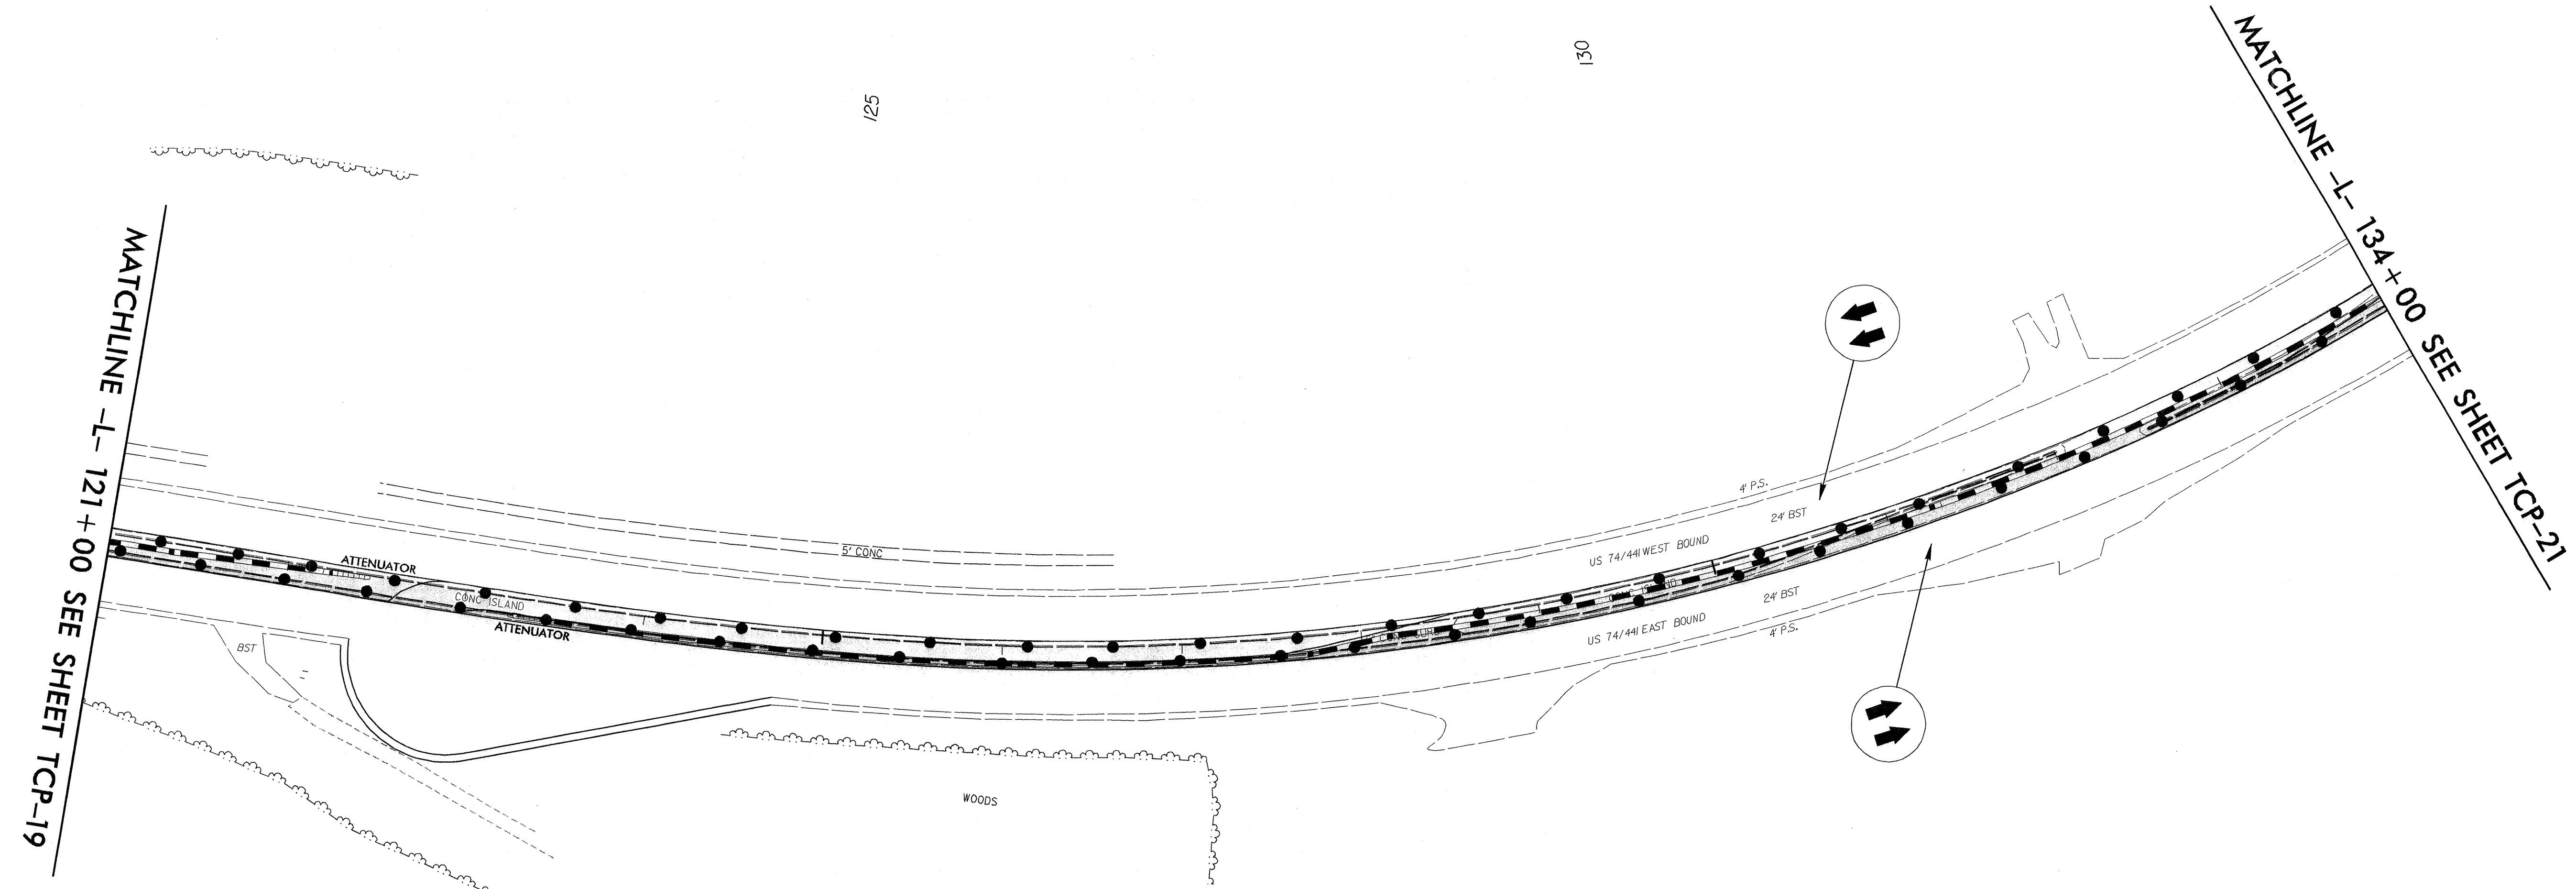 MATCHLINE -L- 121+00 SEE SHEET TCP-19
125
130
MATCHLINE -L- 134+00 SEE SHEET TCP-21
ATTENUATOR
CONC ISLAND
ATTENUATOR
5' CONC
BST
WOODS
4' P.S.
24' BST
US 74/441 WEST BOUND
24' BST
US 74/441 EAST BOUND
4' P.S.